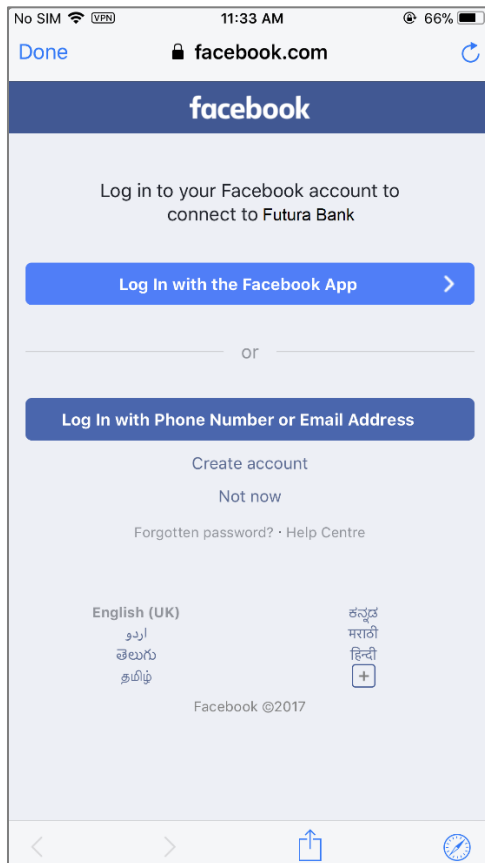 No SIM VPN 11:33 AM 66%
Done facebook.com
facebook
Log in to your Facebook account to
connect to Futura Bank
Log In with the Facebook App
or
Log In with Phone Number or Email Address
Create account
Not now
Forgotten password? · Help Centre
English (UK) ಕನ್ನಡ
اردو मराठी
తెలుగు हिन्दी
தமிழ் +
Facebook ©2017